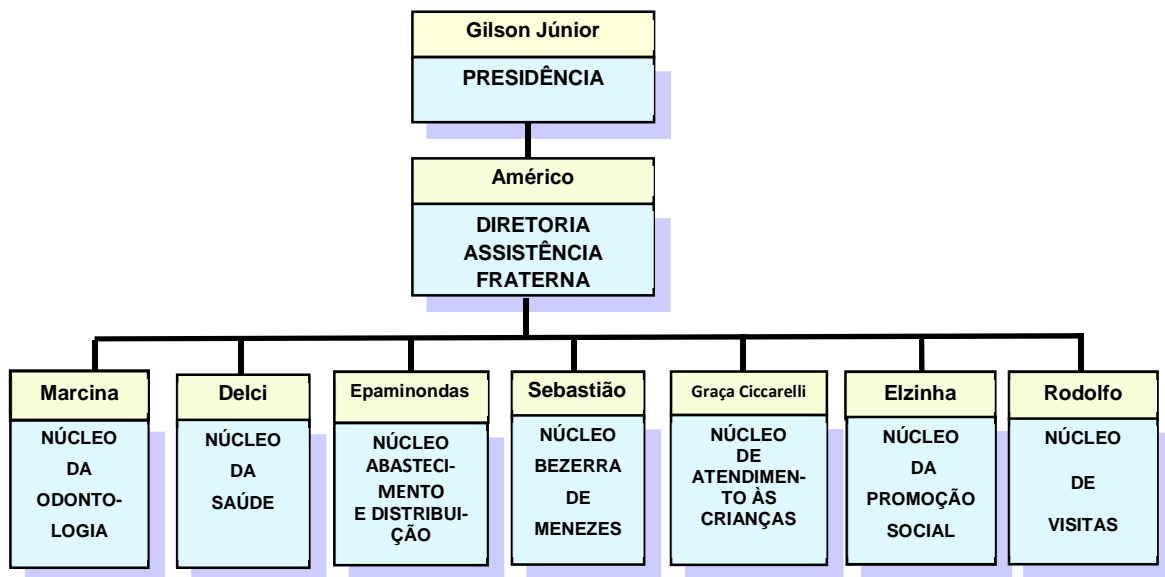 Gilson Júnior
PRESIDÊNCIA
Américo
DIRETORIA
ASSISTÊNCIA
FRATERNA
Marcina
NÚCLEO
DA
ODONTO-
LOGIA
Delci
NÚCLEO
DA
SAÚDE
Epaminondas
NÚCLEO
ABASTECI-
MENTO
E DISTRIBUI-
ÇÃO
Sebastião
NÚCLEO
BEZERRA
DE
MENEZES
Graça Ciccarelli
NÚCLEO
DE
ATENDIMEN-
TO ÀS
CRIANÇAS
Elzinha
NÚCLEO
DA
PROMOÇÃO
SOCIAL
Rodolfo
NÚCLEO
DE
VISITAS